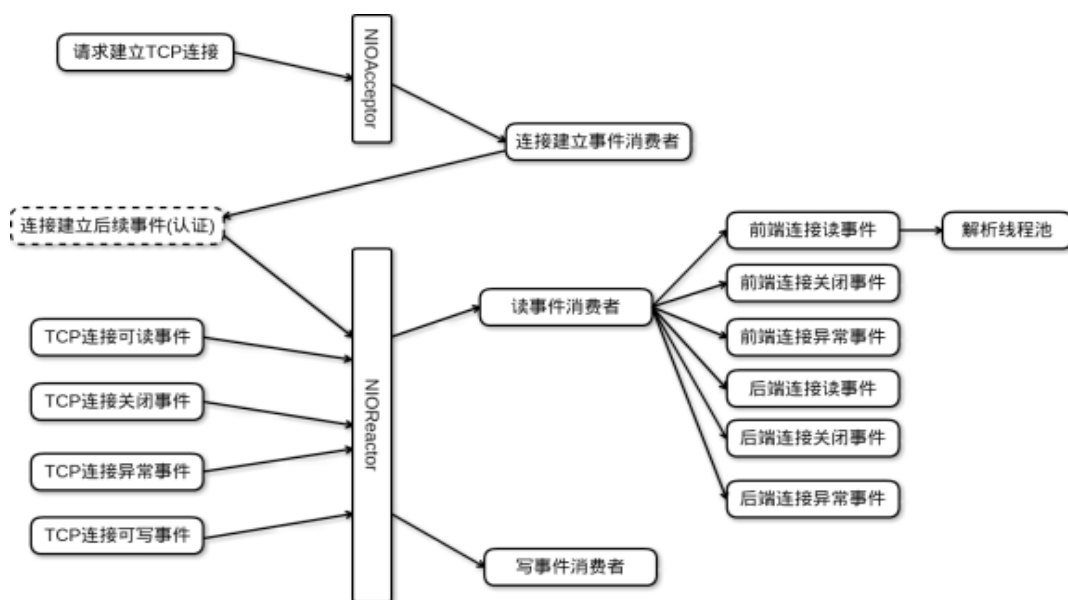 请求建立TCP连接
NIOAcceptor
连接建立事件消费者
连接建立后续事件(认证)
TCP连接可读事件
TCP连接关闭事件
TCP连接异常事件
TCP连接可写事件
NIOReactor
读事件消费者
写事件消费者
前端连接读事件
解析线程池
前端连接关闭事件
前端连接异常事件
后端连接读事件
后端连接关闭事件
后端连接异常事件